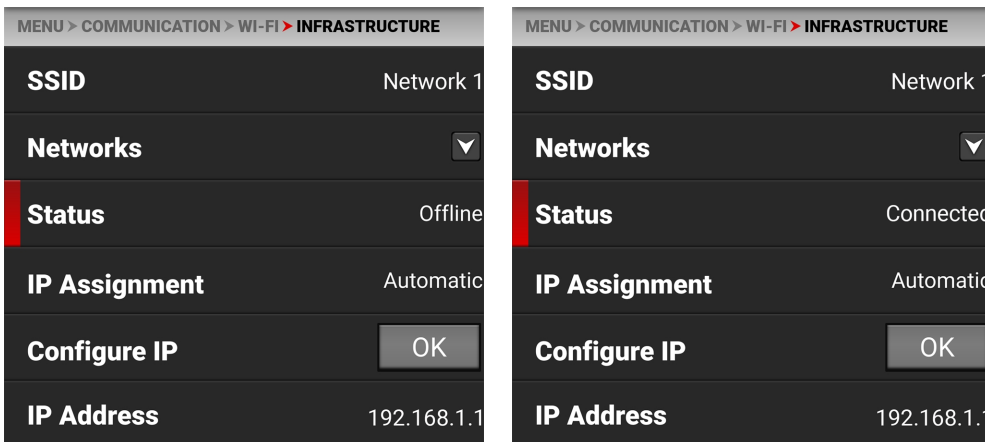 MENU > COMMUNICATION > WI-FI > INFRASTRUCTURE
SSID Network 1
Networks
Status Offline
IP Assignment Automatic
Configure IP OK
IP Address 192.168.1.1
MENU > COMMUNICATION > WI-FI > INFRASTRUCTURE
SSID Network 1
Networks
Status Connected
IP Assignment Automatic
Configure IP OK
IP Address 192.168.1.1